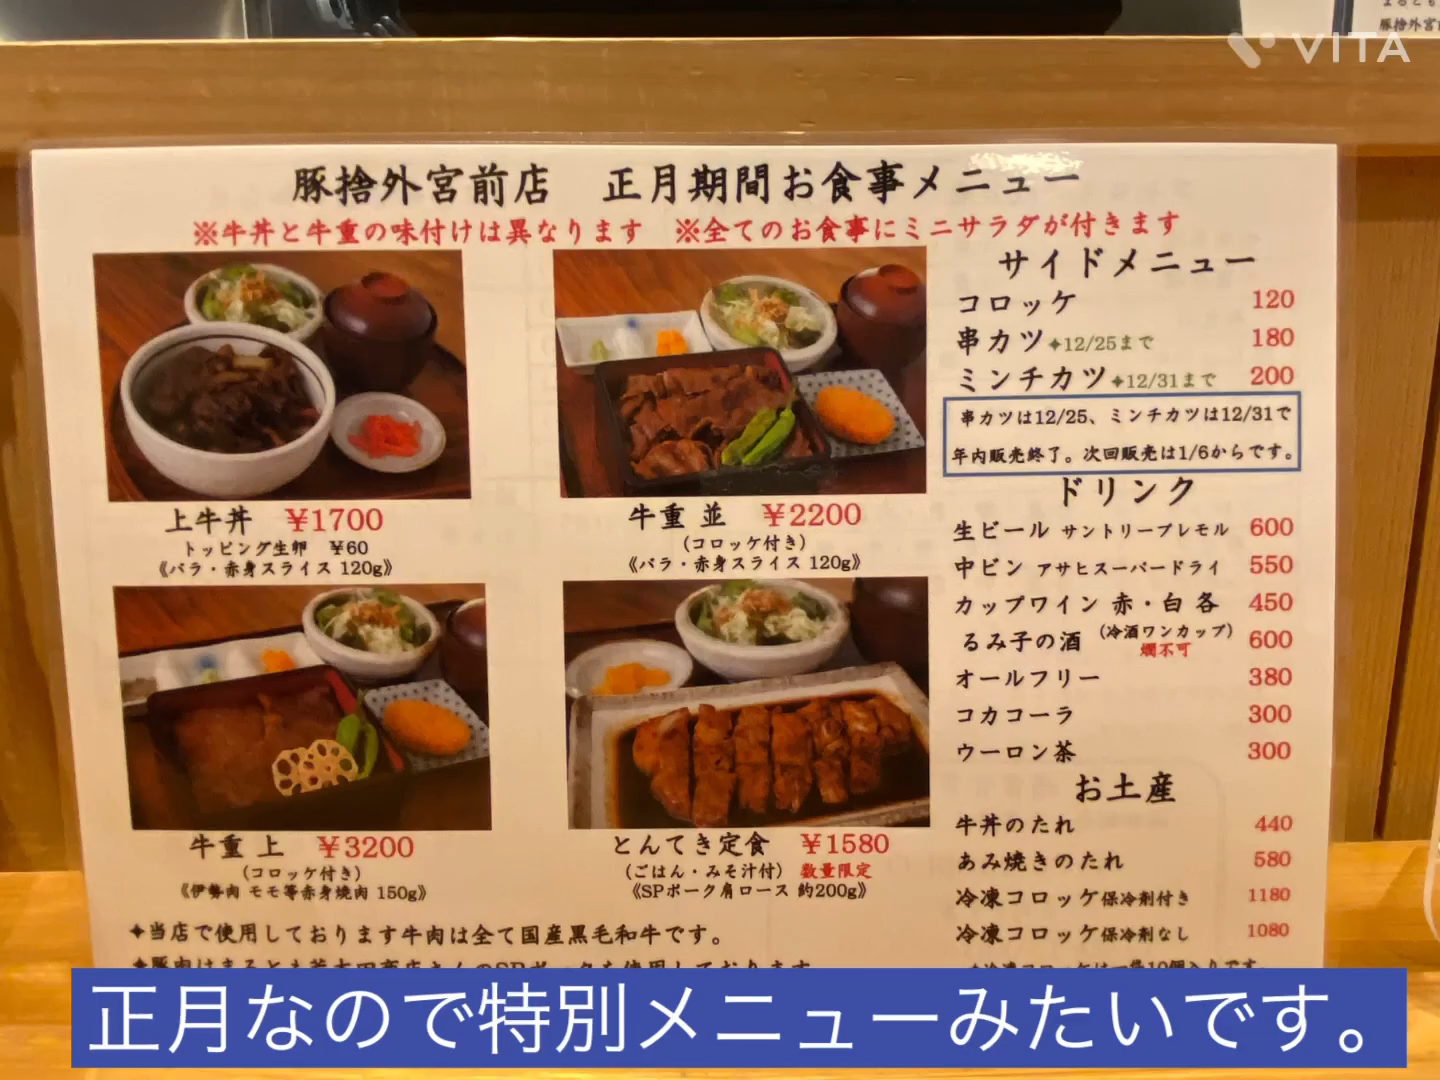 豚捨外宮
VITA
豚捨外宮前店 正月期間お食事メニュー
※牛丼と牛重の味付けは異なります ※全てのお食事にミニサラダが付きます
上牛丼 ¥1700
トッピング生卵 ¥60
《バラ・赤身スライス 120g》
牛重 並 ¥2200
(コロッケ付き)
《バラ・赤身スライス 120g》
牛重 上 ¥3200
(コロッケ付き)
《伊勢肉 モモ等赤身焼肉 150g》
とんてき定食 ¥1580
(ごはん・みそ汁付) 数量限定
《SPポーク肩ロース 約200g》
サイドメニュー
コロッケ 120
串カツ ✦12/25まで 180
ミンチカツ ✦12/31まで 200
串カツは12/25、ミンチカツは12/31で
年内販売終了。次回販売は1/6からです。
ドリンク
生ビール サントリープレモル 600
中ビン アサヒスーパードライ 550
カップワイン 赤・白 各 450
るみ子の酒 (冷酒ワンカップ) 燗不可 600
オールフリー 380
コカコーラ 300
ウーロン茶 300
お土産
牛丼のたれ 440
あみ焼きのたれ 580
冷凍コロッケ保冷剤付き 1180
冷凍コロッケ保冷剤なし 1080
✦当店で使用しております牛肉は全て国産黒毛和牛です。
正月なので特別メニューみたいです。